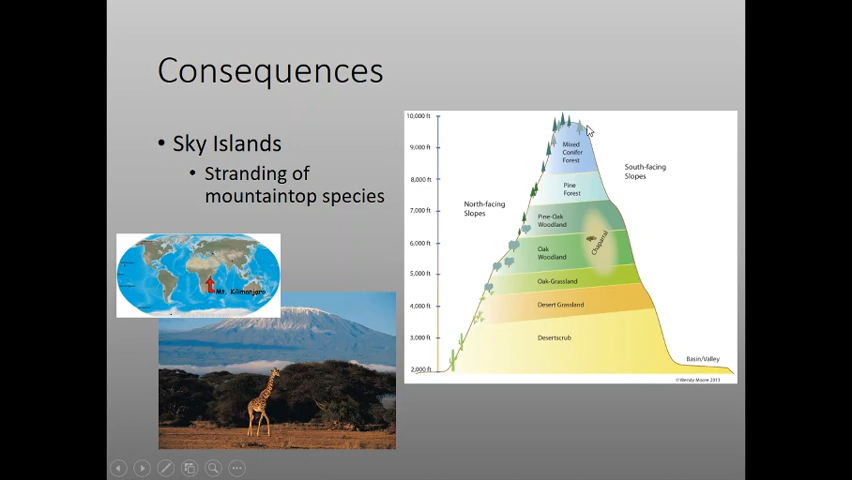 Consequences
• Sky Islands
• Stranding of
mountaintop species
Mt. Kilimanjaro
10,000 ft
9,000 ft
8,000 ft
7,000 ft
6,000 ft
5,000 ft
4,000 ft
3,000 ft
2,000 ft
North-facing
Slopes
South-facing
Slopes
Mixed
Conifer
Forest
Pine
Forest
Pine-Oak
Woodland
Oak
Woodland
Chaparral
Oak-Grassland
Desert Grassland
Desertscrub
Basin/Valley
©Wendy Moore 2013